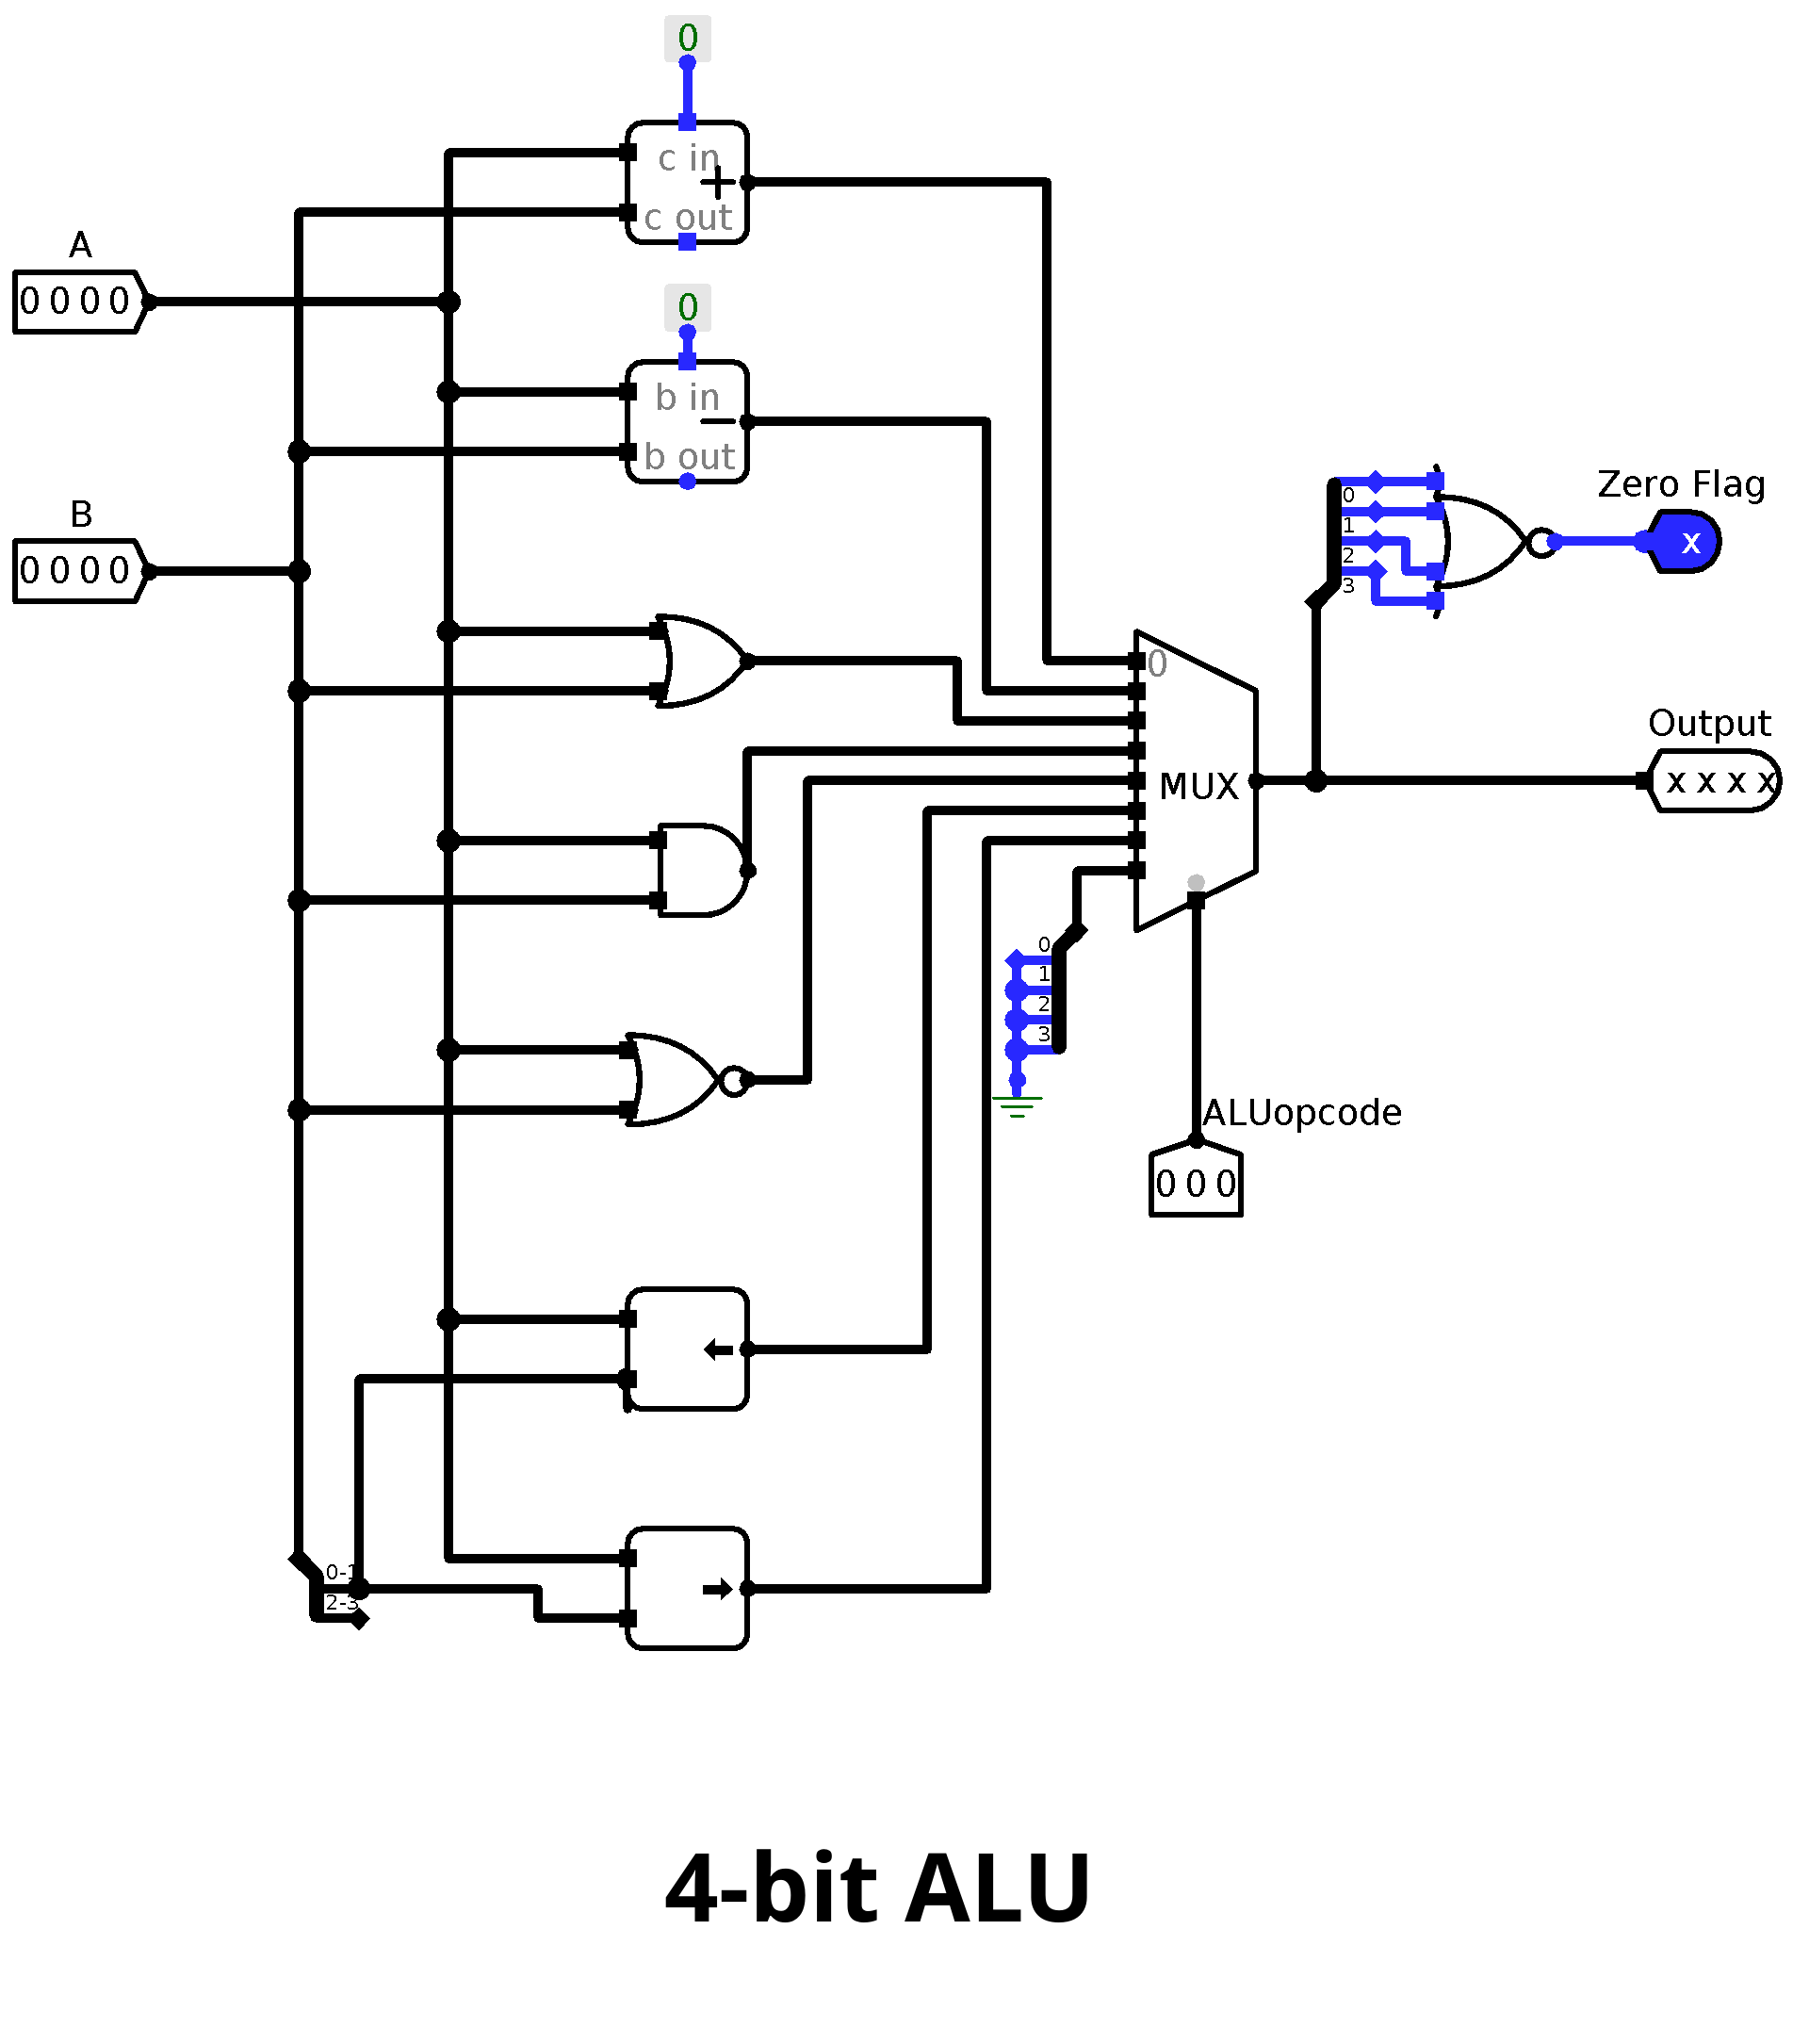 0
c in
+
c out
A
0 0 0 0
0
b in
b out
B
0 0 0 0
0
1
2
3
Zero Flag
x
0
MUX
Output
x x x x
0
1
2
3
ALUopcode
0 0 0
0-1
2-3
4-bit ALU